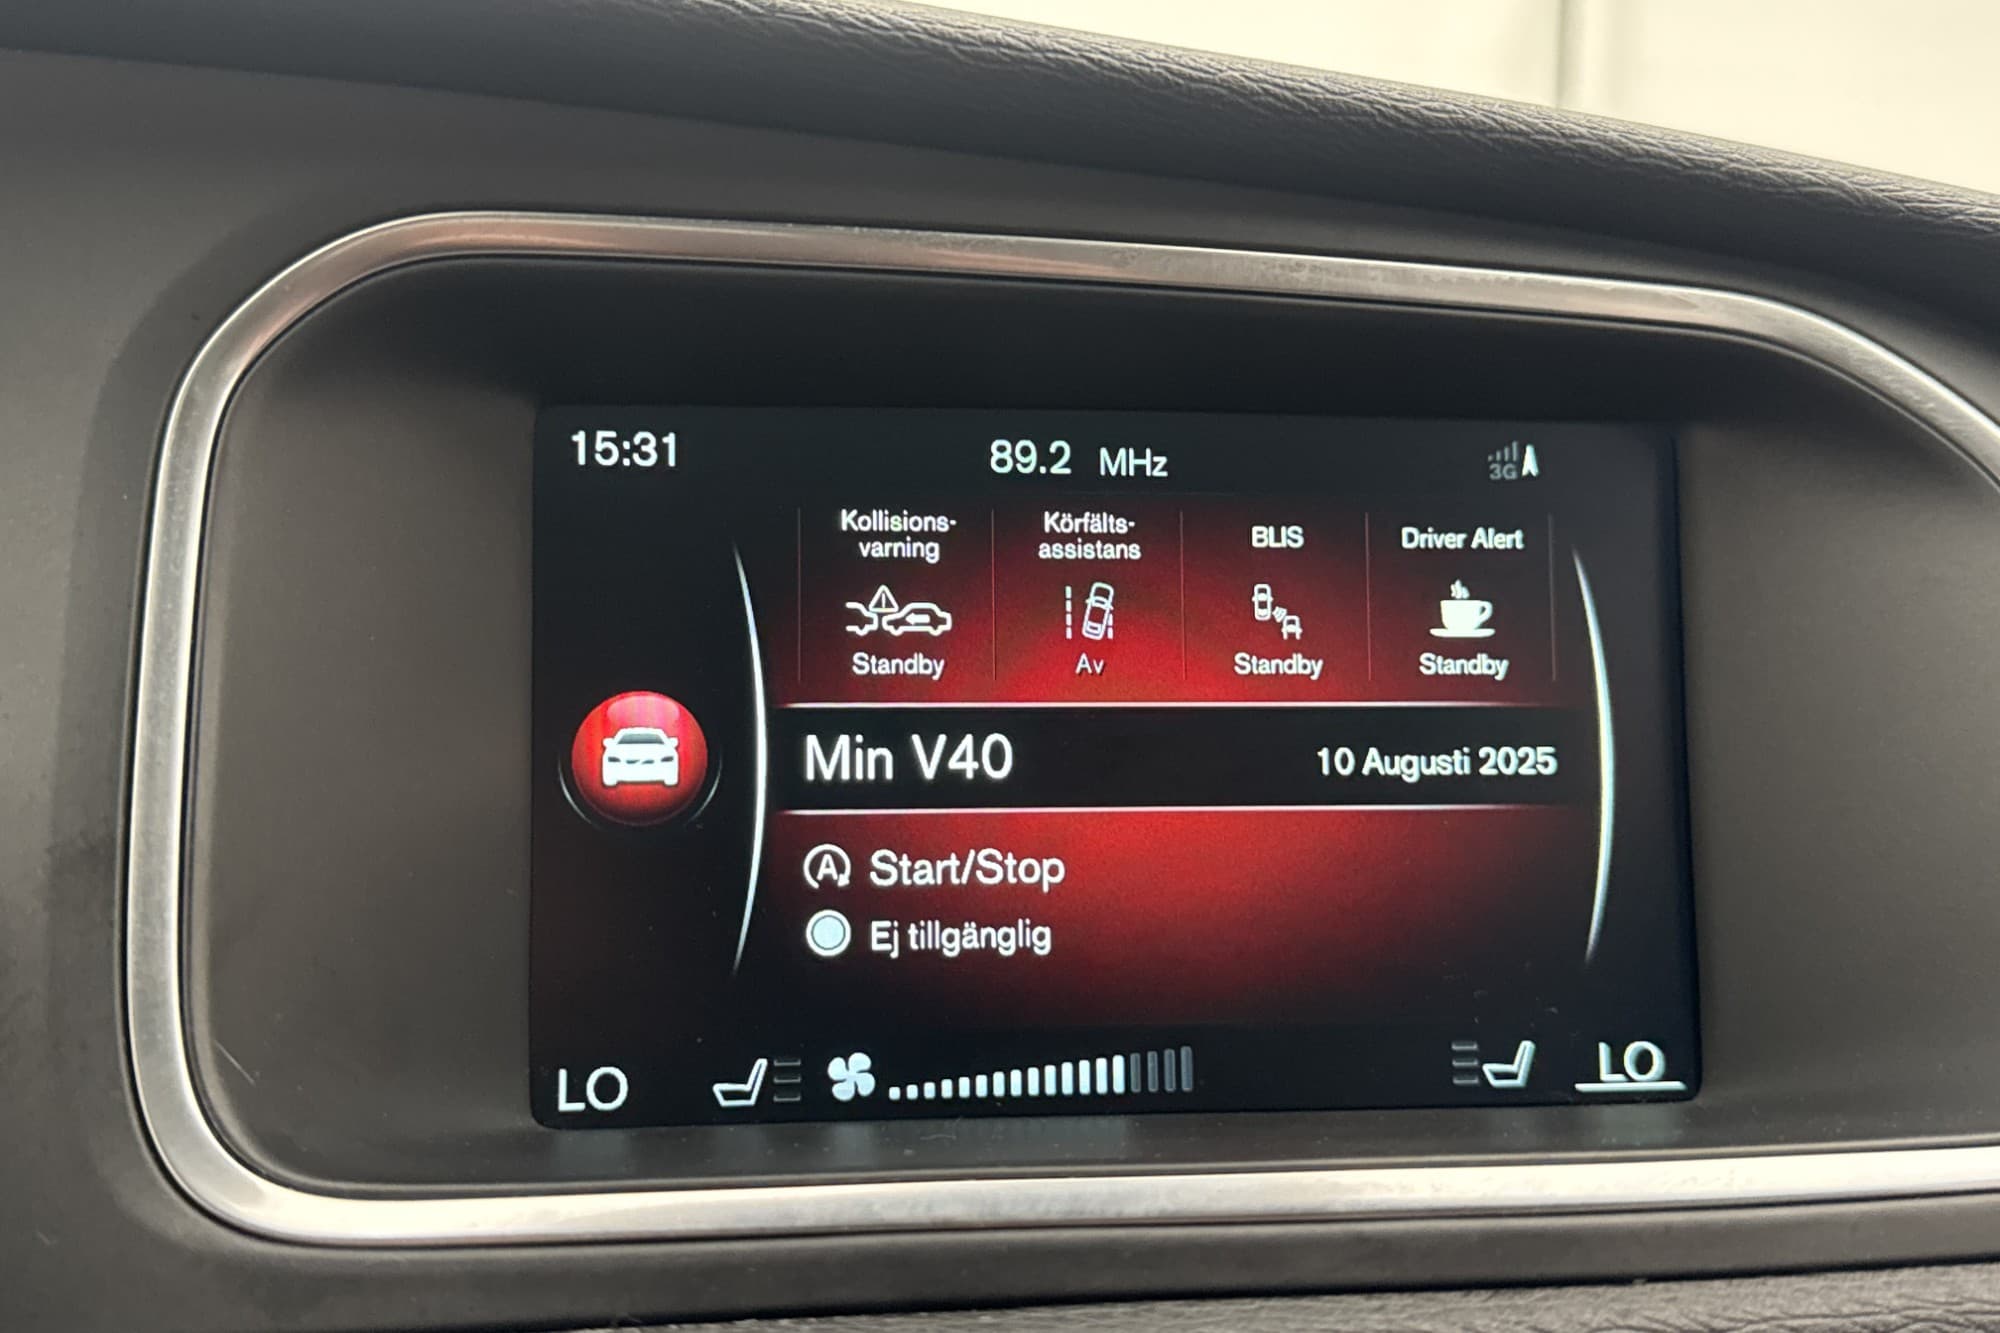 15:31 89.2 MHz 3G
Kollisions-
varning
Körfälts-
assistans
BLIS
Driver Alert
Standby Av Standby Standby
Min V40 10 Augusti 2025
A Start/Stop
Ej tillgänglig
LO LO